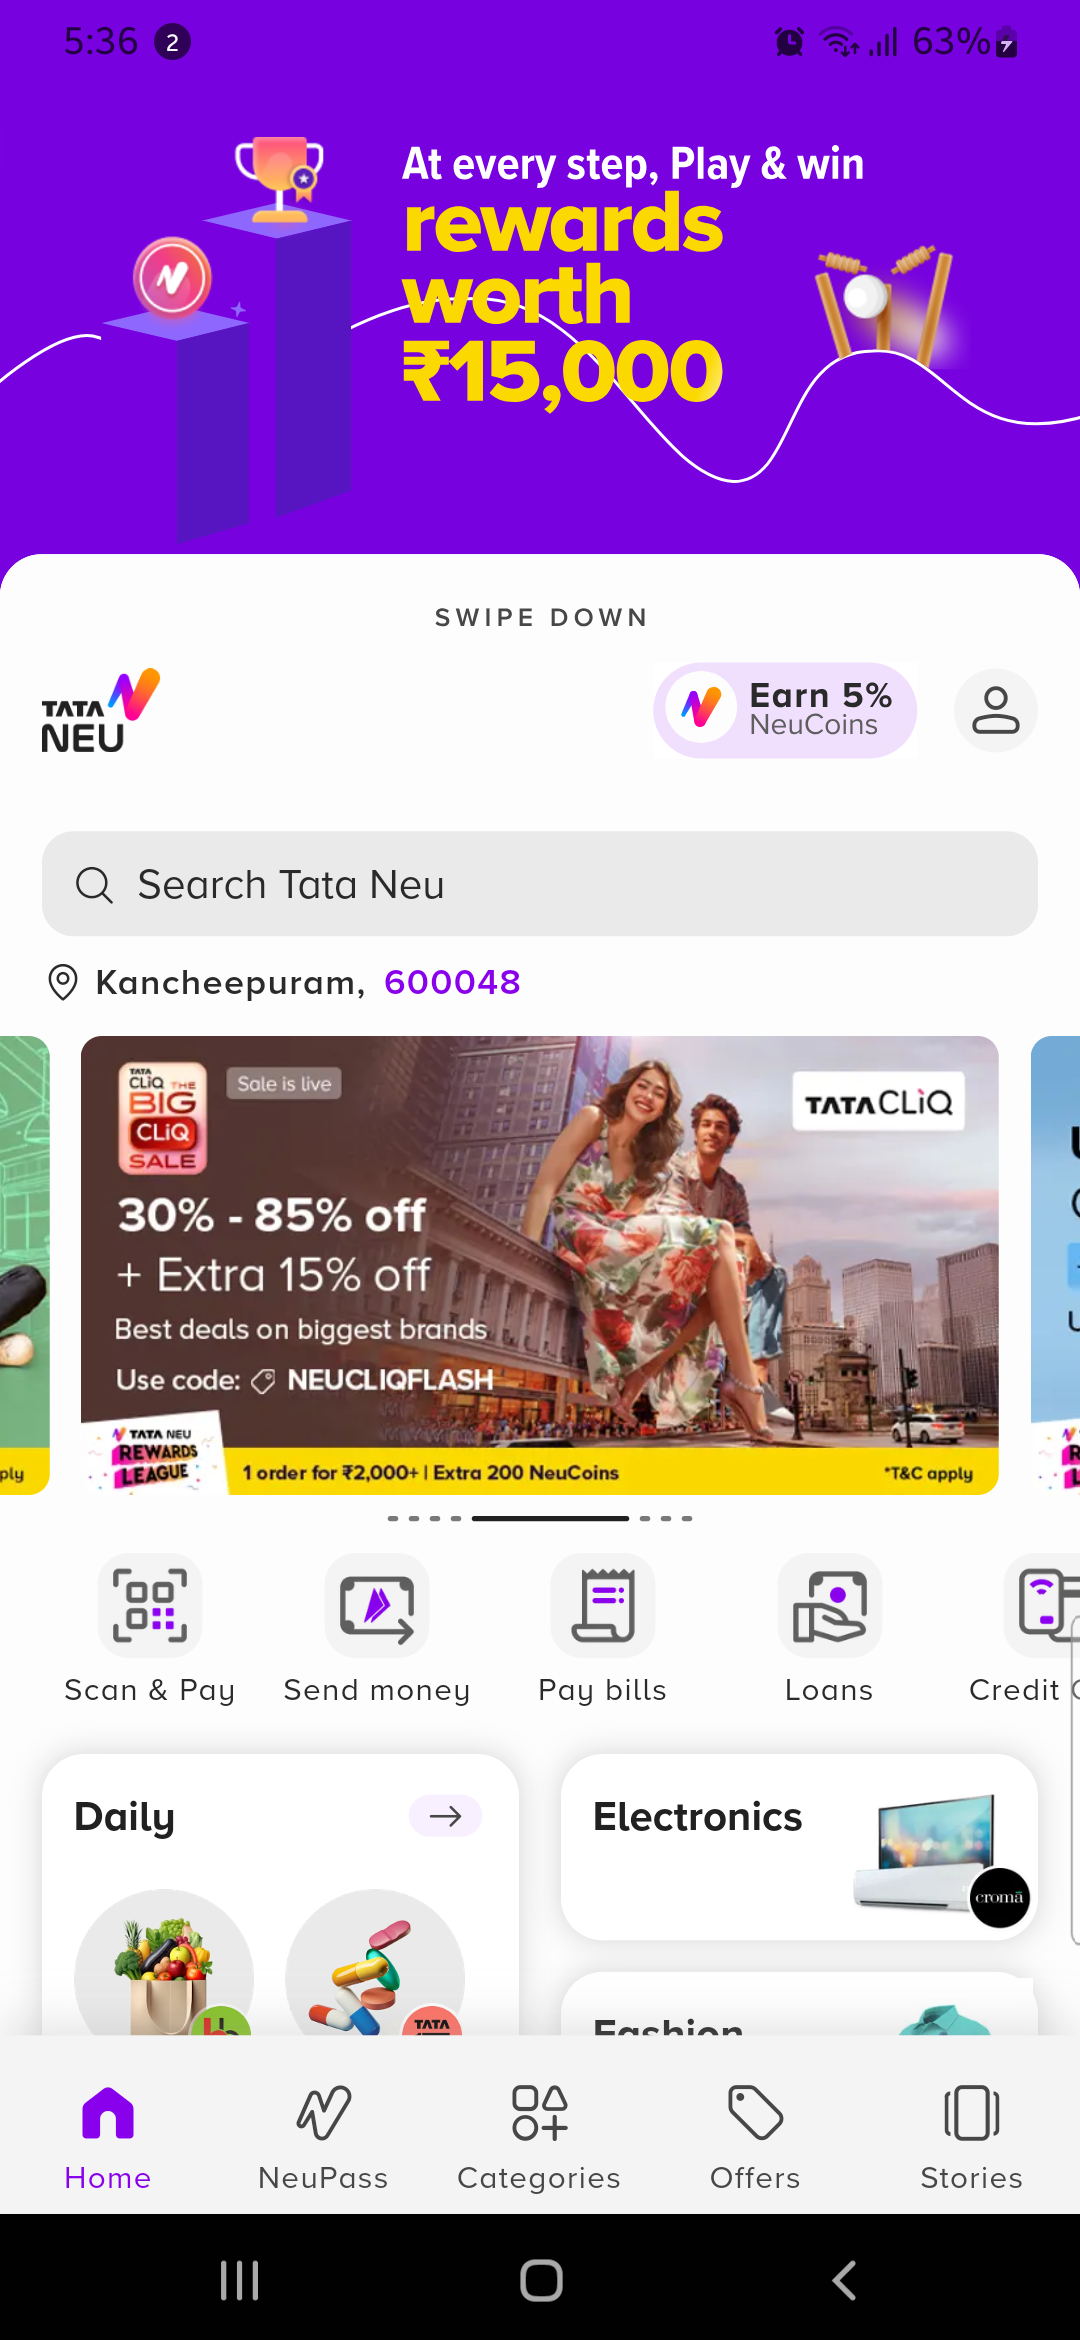 5:36 2 63%
At every step, Play & win
rewards
worth
₹15,000
SWIPE DOWN
TATA
NEU
Earn 5%
NeuCoins
Search Tata Neu
Kancheepuram, 600048
TATA
CLiQ THE
BIG
CLiQ
SALE
Sale is live
TATA CLiQ
30% - 85% off
+ Extra 15% off
Best deals on biggest brands
Use code: NEUCLIQFLASH
TATA NEU
REWARDS
LEAGUE
1 order for ₹2,000+ | Extra 200 NeuCoins
*T&C apply
Scan & Pay
Send money
Pay bills
Loans
Credit
Daily
Electronics
cromā
TATA
Fashion
Home
NeuPass
Categories
Offers
Stories